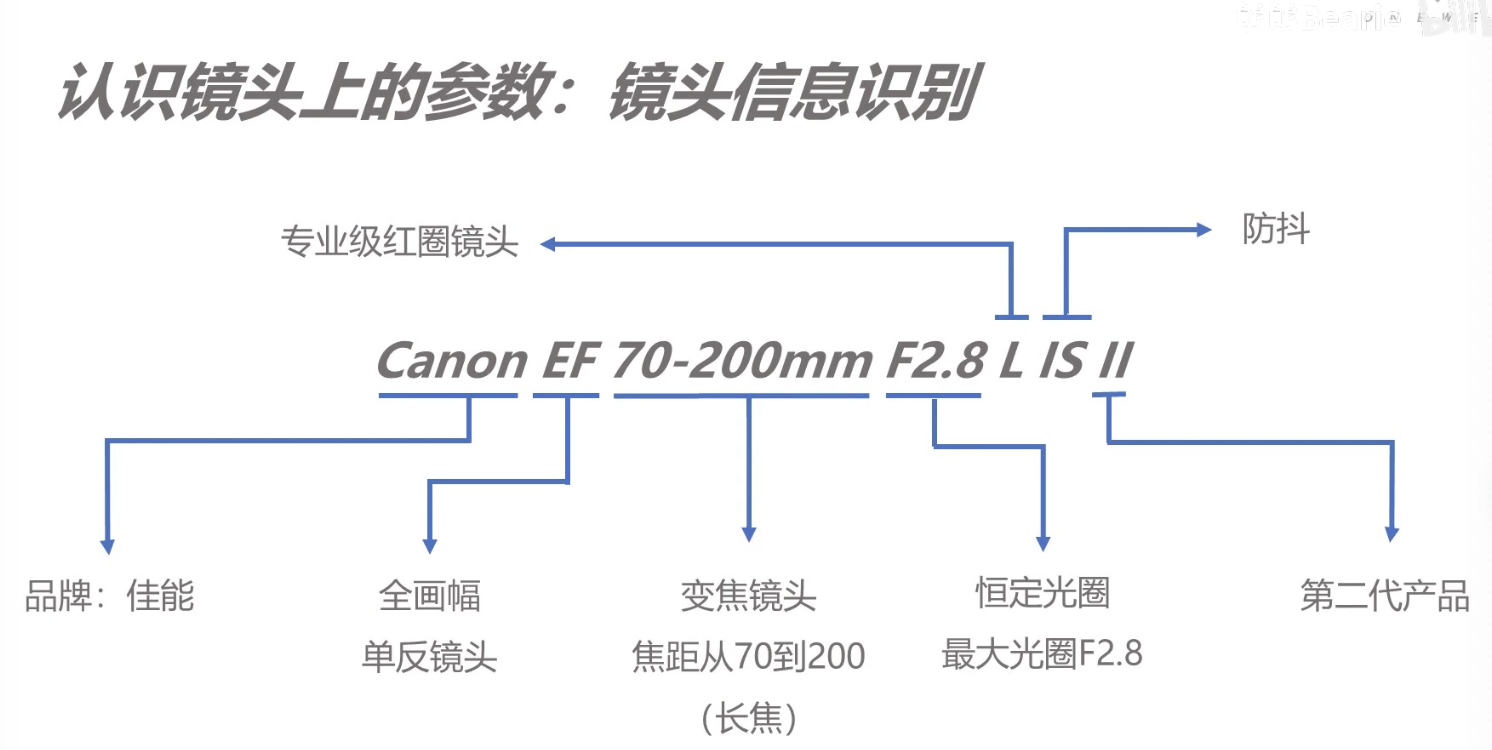 认识镜头上的参数：镜头信息识别
专业级红圈镜头
防抖
Canon EF 70-200mm F2.8 L IS II
品牌：佳能
全画幅
单反镜头
变焦镜头
焦距从70到200
（长焦）
恒定光圈
最大光圈F2.8
第二代产品